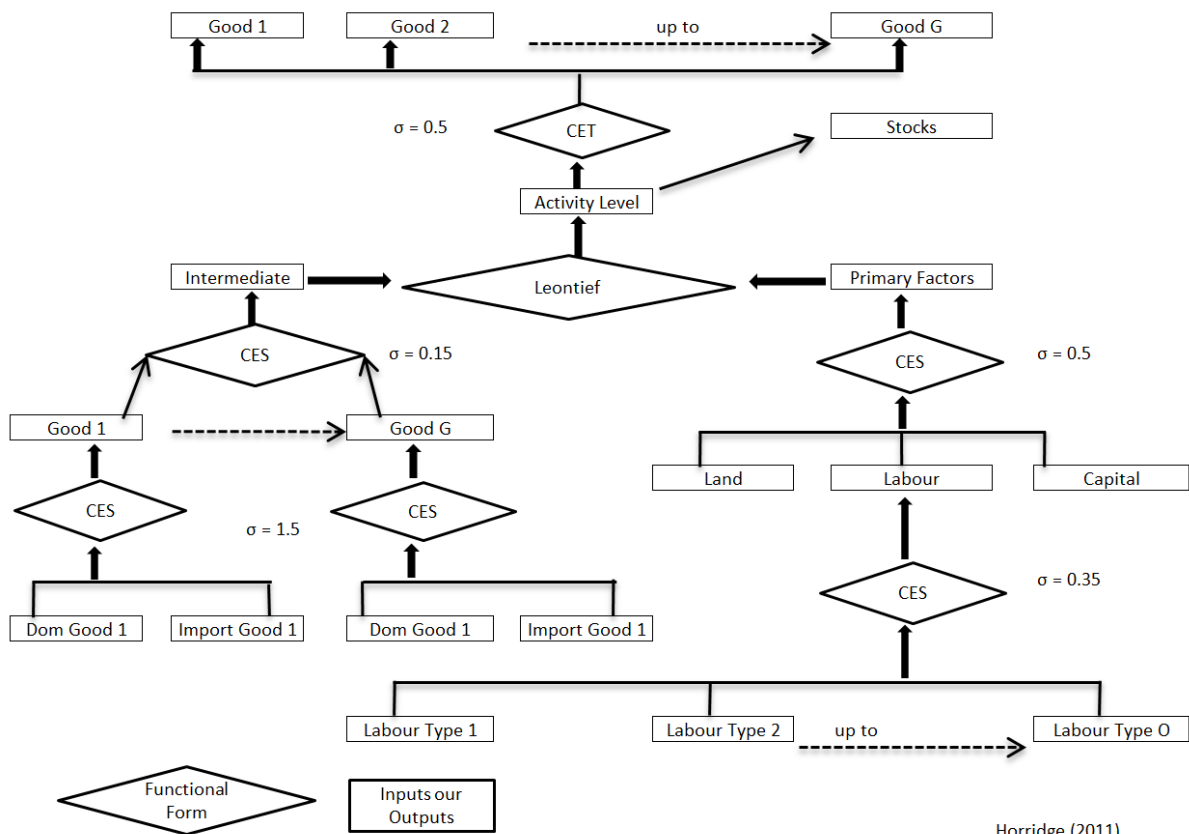 Good 1
Good 2
up to
Good G
σ = 0.5
CET
Stocks
Activity Level
Intermediate
Leontief
Primary Factors
CES
σ = 0.15
CES
σ = 0.5
Good 1
Good G
Land
Labour
Capital
CES
σ = 1.5
CES
CES
σ = 0.35
Dom Good 1
Import Good 1
Dom Good 1
Import Good 1
Labour Type 1
Labour Type 2
up to
Labour Type O
Functional
Form
Inputs our
Outputs
Horridge (2011)